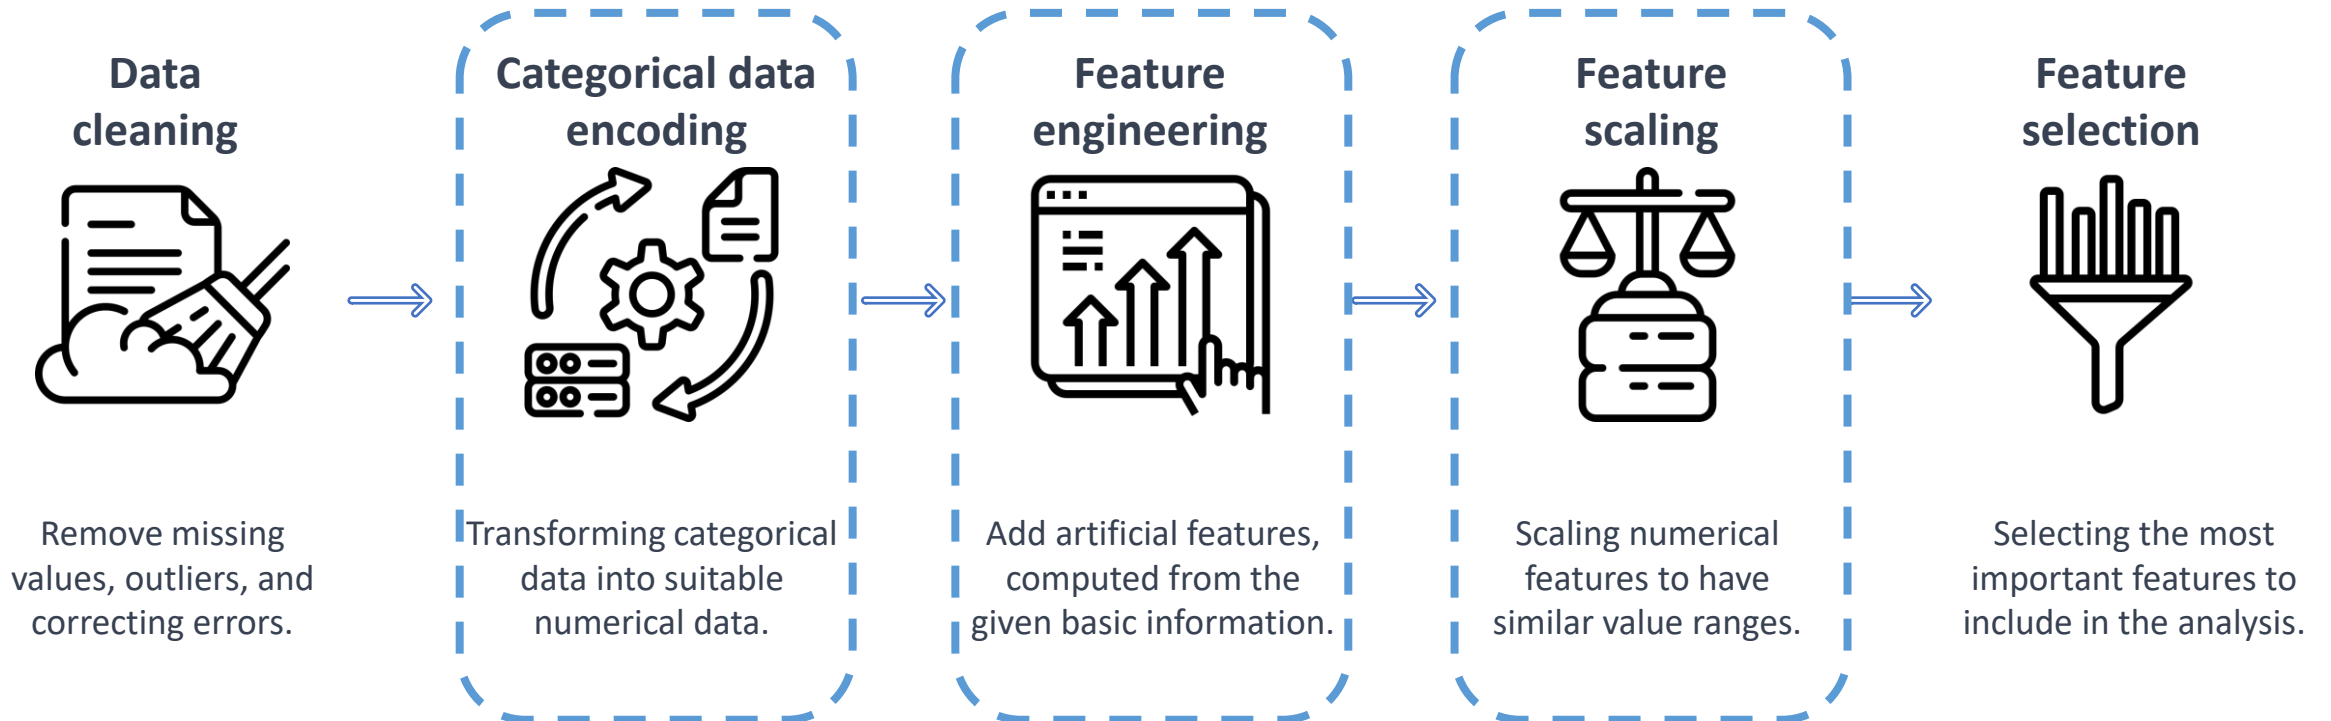 Data
cleaning
Remove missing
values, outliers, and
correcting errors.
Categorical data
encoding
Transforming categorical
data into suitable
numerical data.
Feature
engineering
Add artificial features,
computed from the
given basic information.
Feature
scaling
Scaling numerical
features to have
similar value ranges.
Feature
selection
Selecting the most
important features to
include in the analysis.